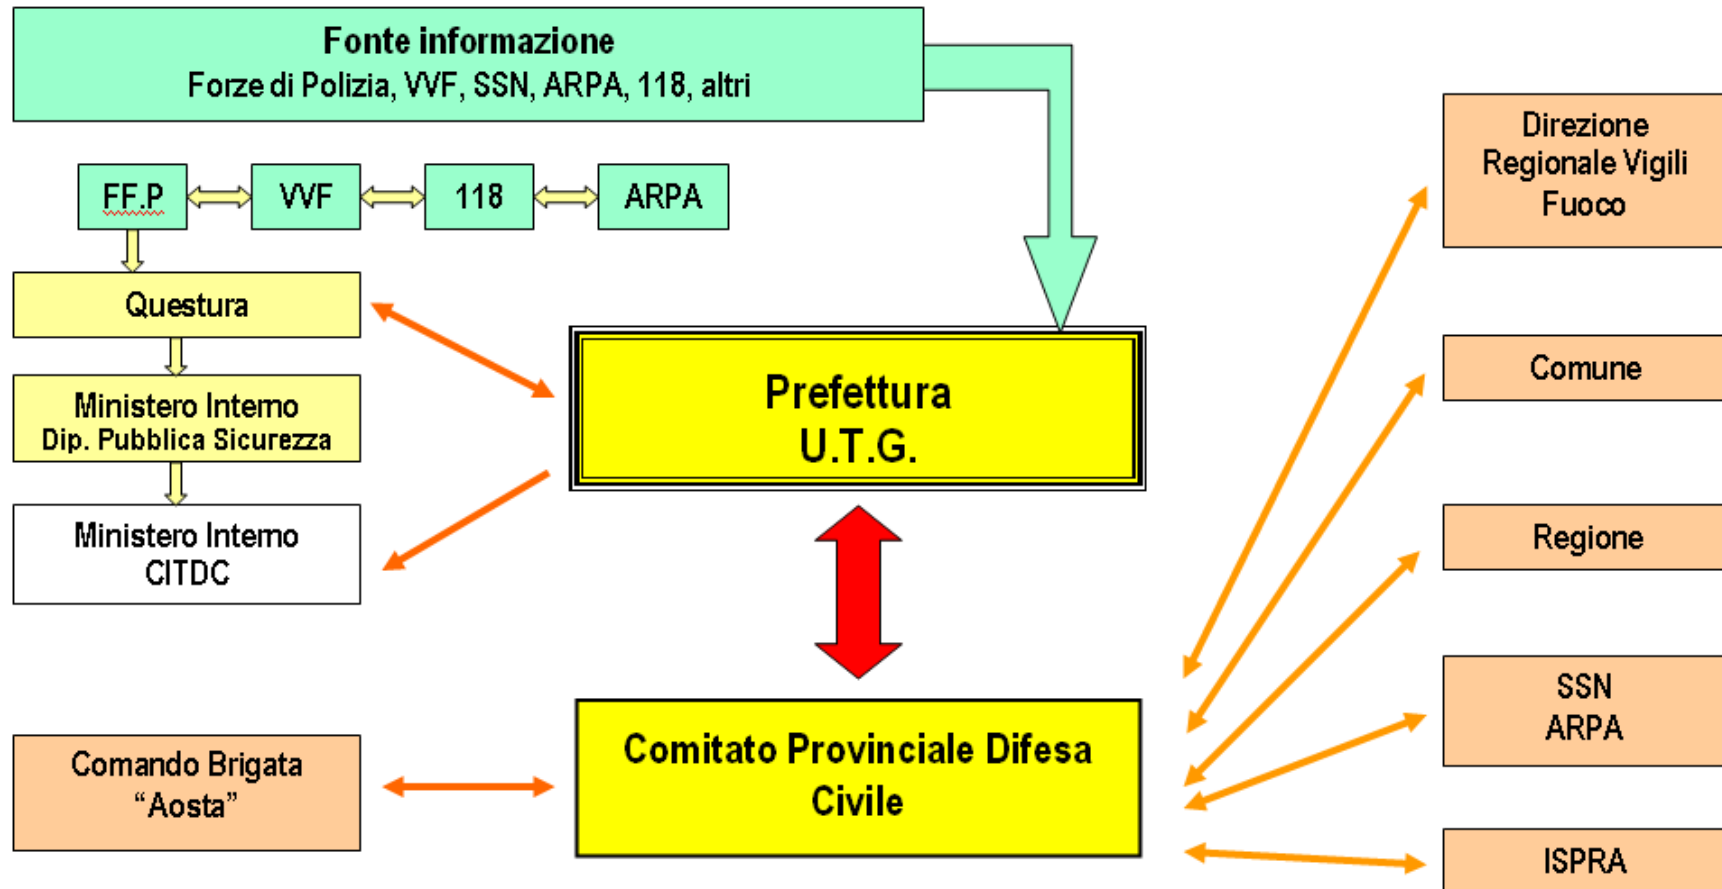 Fonte informazione
Forze di Polizia, VVF, SSN, ARPA, 118, altri
FF.P
VVF
118
ARPA
Questura
Ministero Interno
Dip. Pubblica Sicurezza
Ministero Interno
CITDC
Prefettura
U.T.G.
Comando Brigata
“Aosta”
Comitato Provinciale Difesa
Civile
Direzione
Regionale Vigili
Fuoco
Comune
Regione
SSN
ARPA
ISPRA